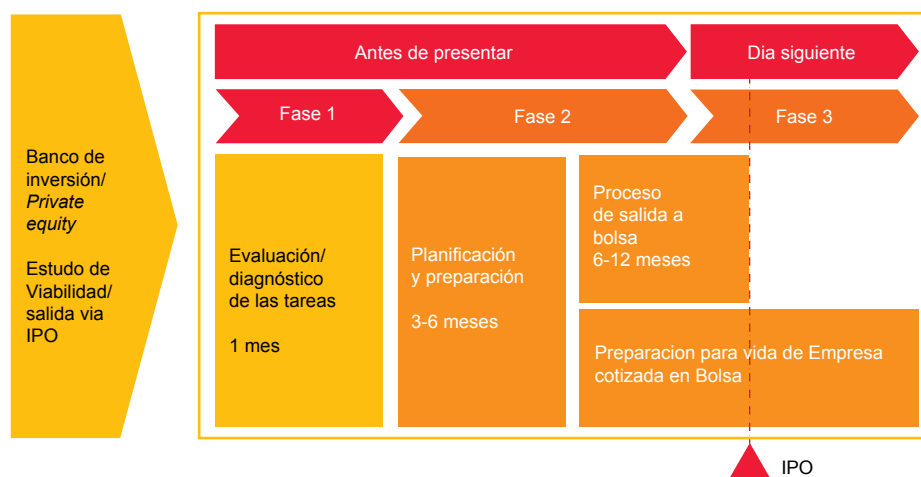 Antes de presentar
Dia siguiente
Fase 1
Fase 2
Fase 3
Banco de
inversión/
Private
equity
Estudo de
Viabilidad/
salida via
IPO
Evaluación/
diagnóstico
de las tareas
1 mes
Planificación
y preparación
3-6 meses
Proceso
de salida a
bolsa
6-12 meses
Preparacion para vida de Empresa
cotizada en Bolsa
IPO